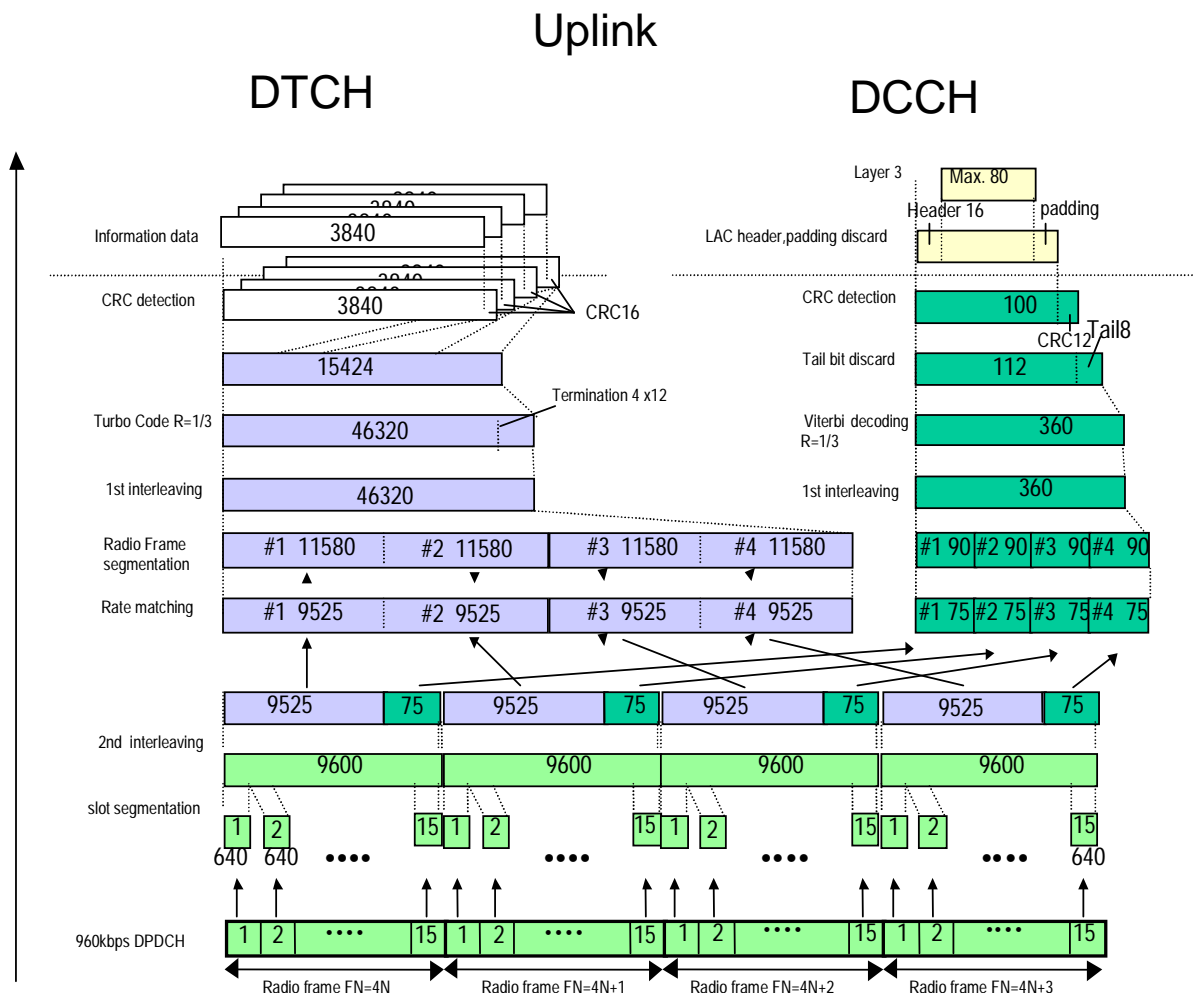 Uplink
DTCH
DCCH
Layer 3
Max. 80
Header 16
padding
Information data
3840
3840
LAC header,padding discard
CRC detection
3840
3840
CRC16
CRC detection
100
CRC12
Tail8
15424
Tail bit discard
112
Termination 4 x12
Turbo Code R=1/3
46320
Viterbi decoding
R=1/3
360
1st interleaving
46320
1st interleaving
360
Radio Frame
segmentation
#1 11580
#2 11580
#3 11580
#4 11580
#1 90
#2 90
#3 90
#4 90
Rate matching
#1 9525
#2 9525
#3 9525
#4 9525
#1 75
#2 75
#3 75
#4 75
9525
75
9525
75
9525
75
9525
75
2nd interleaving
9600
9600
9600
9600
slot segmentation
1
2
15
1
2
15
1
2
15
1
2
15
640
640
••••
••••
••••
••••
640
960kbps DPDCH
1
2
••••
15
1
2
••••
15
1
2
••••
15
1
2
••••
15
Radio frame FN=4N
Radio frame FN=4N+1
Radio frame FN=4N+2
Radio frame FN=4N+3